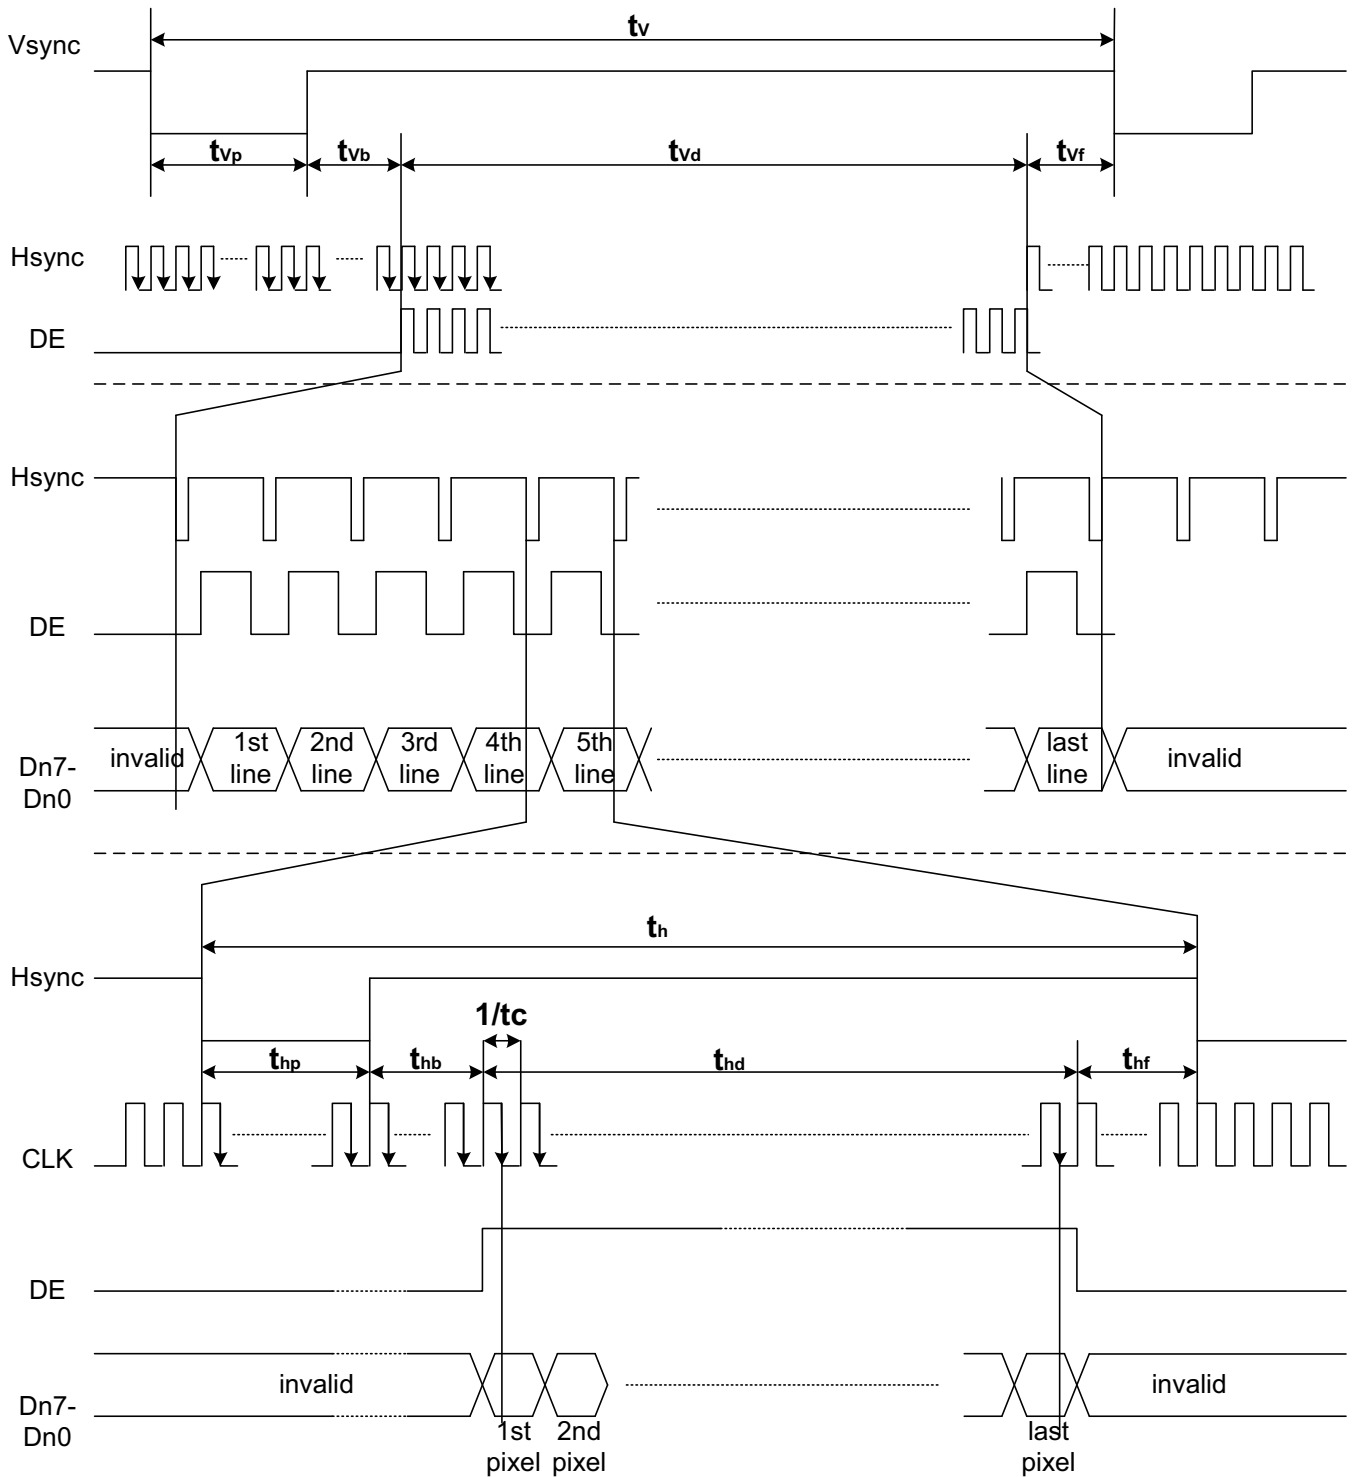 tv
Vsync
tvp tvb tvd tvf
Hsync
DE
Hsync
DE
1st 2nd 3rd 4th 5th last
invalid line line line line line line invalid
Dn7-
Dn0
th
Hsync
1/tc
thp thb thd thf
CLK
DE
invalid invalid
Dn7-
Dn0
1st 2nd last
pixel pixel pixel